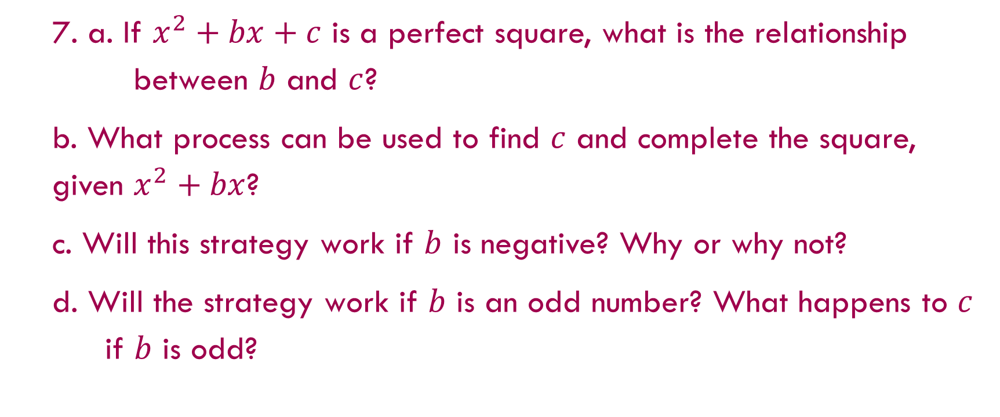 7. a. If x² + bx + c is a perfect square, what is the relationship
between b and c?
b. What process can be used to find c and complete the square,
given x² + bx?
c. Will this strategy work if b is negative? Why or why not?
d. Will the strategy work if b is an odd number? What happens to c
if b is odd?